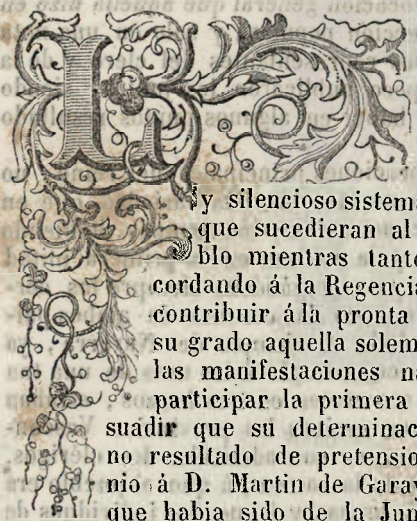 L
y silencioso sistema
que sucedieran al
blo mientras tanto
cordando á la Regencia
contribuir á la pronta
su grado aquella solem
las manifestaciones na
participar la primera
suadir que su determinac
no resultado de pretensio
nio á D. Martin de Garay
que habia sido de la Jun